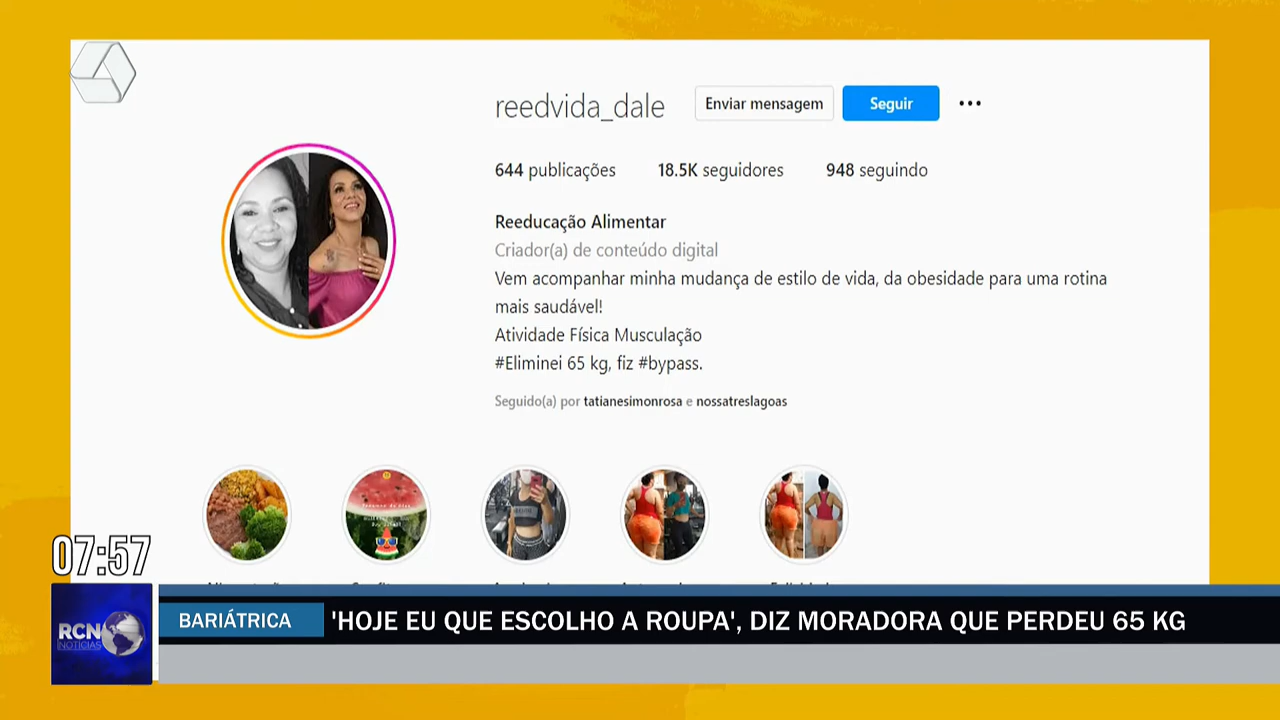 reedvida_dale
Enviar mensagem
Seguir
644 publicações
18.5K seguidores
948 seguindo
Reeducação Alimentar
Criador(a) de conteúdo digital
Vem acompanhar minha mudança de estilo de vida, da obesidade para uma rotina
mais saudável!
Atividade Física Musculação
#Eliminei 65 kg, fiz #bypass.
Seguido(a) por tatianesimonrosa e nossatreslagoas
07:57
RCN
NOTÍCIAS
BARIÁTRICA
'HOJE EU QUE ESCOLHO A ROUPA', DIZ MORADORA QUE PERDEU 65 KG